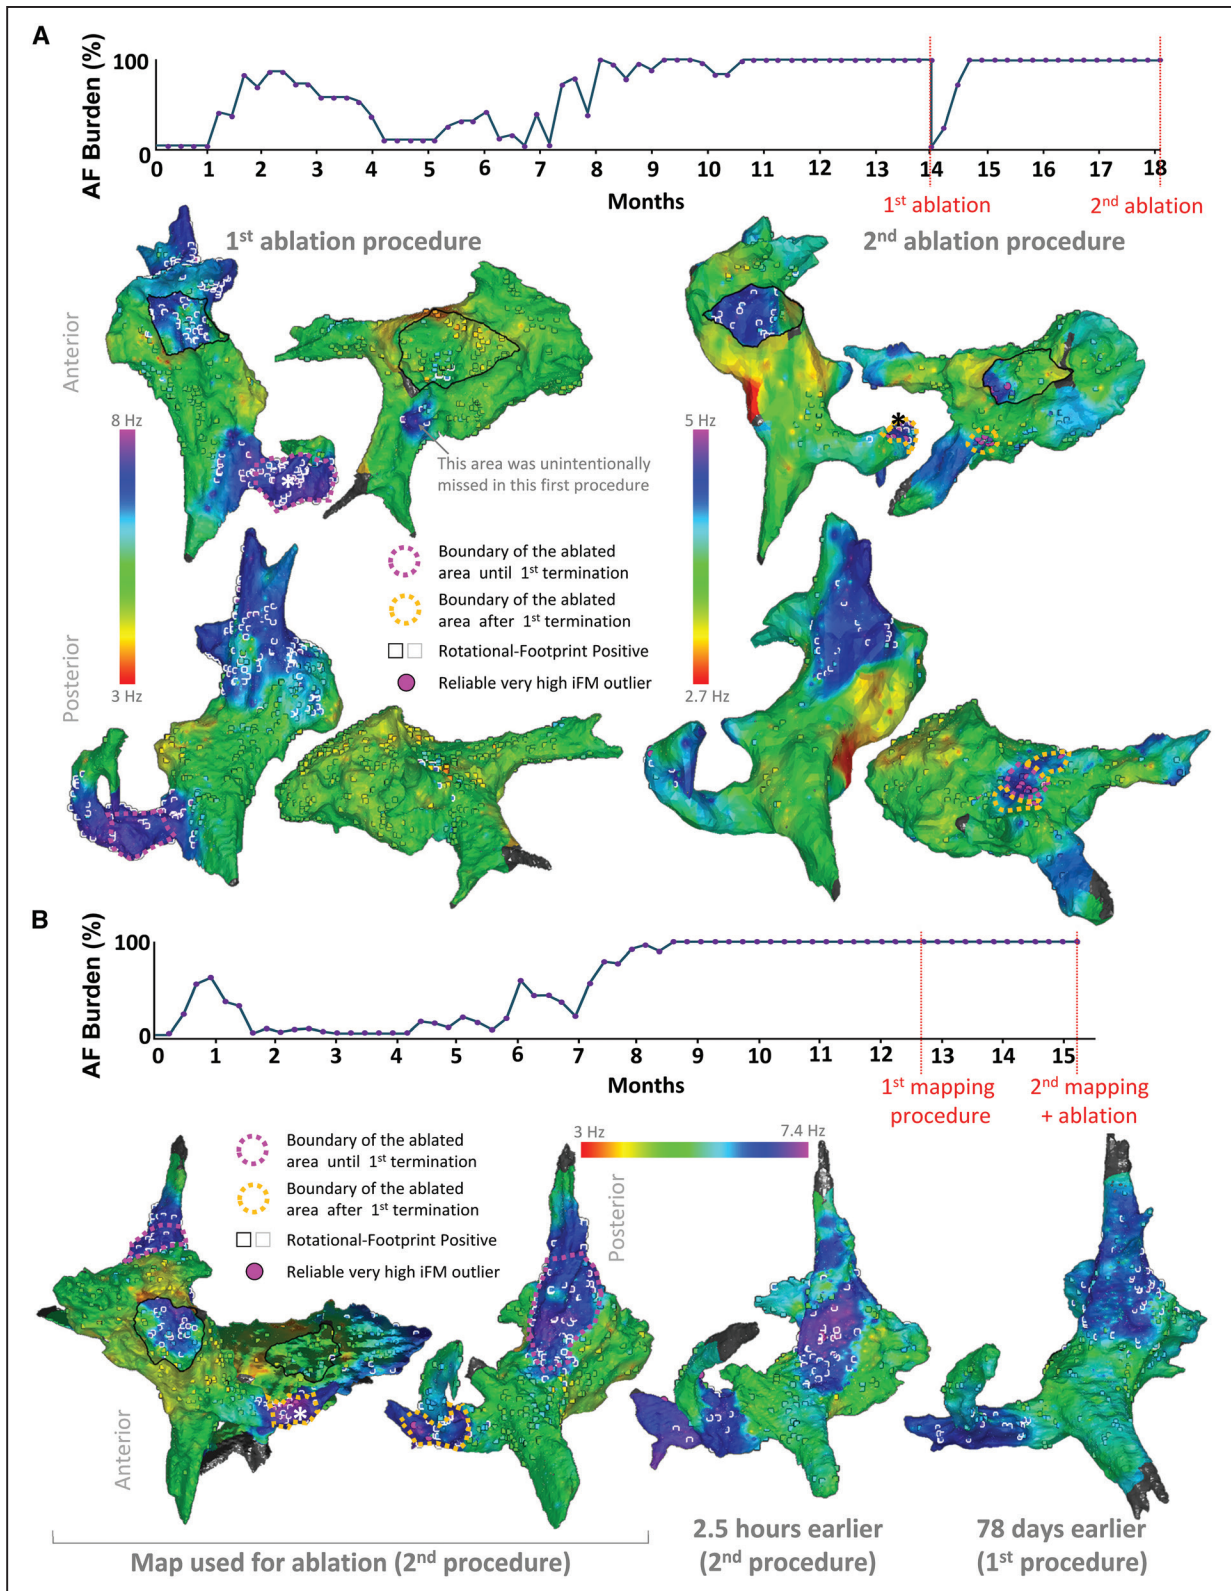 A
AF Burden (%)
100
0
0 1 2 3 4 5 6 7 8 9 10 11 12 13 14 15 16 17 18
Months
1st ablation
2nd ablation
1st ablation procedure
2nd ablation procedure
Anterior
8 Hz
3 Hz
This area was unintentionally
missed in this first procedure
*
*
5 Hz
2.7 Hz
Boundary of the ablated
area until 1st termination
Boundary of the ablated
area after 1st termination
Rotational-Footprint Positive
Reliable very high iFM outlier
Posterior
B
AF Burden (%)
100
0
0 1 2 3 4 5 6 7 8 9 10 11 12 13 14 15
Months
1st mapping
procedure
2nd mapping
+ ablation
Boundary of the ablated
area until 1st termination
Boundary of the ablated
area after 1st termination
Rotational-Footprint Positive
Reliable very high iFM outlier
3 Hz
7.4 Hz
Posterior
Anterior
*
Map used for ablation (2nd procedure)
2.5 hours earlier
(2nd procedure)
78 days earlier
(1st procedure)